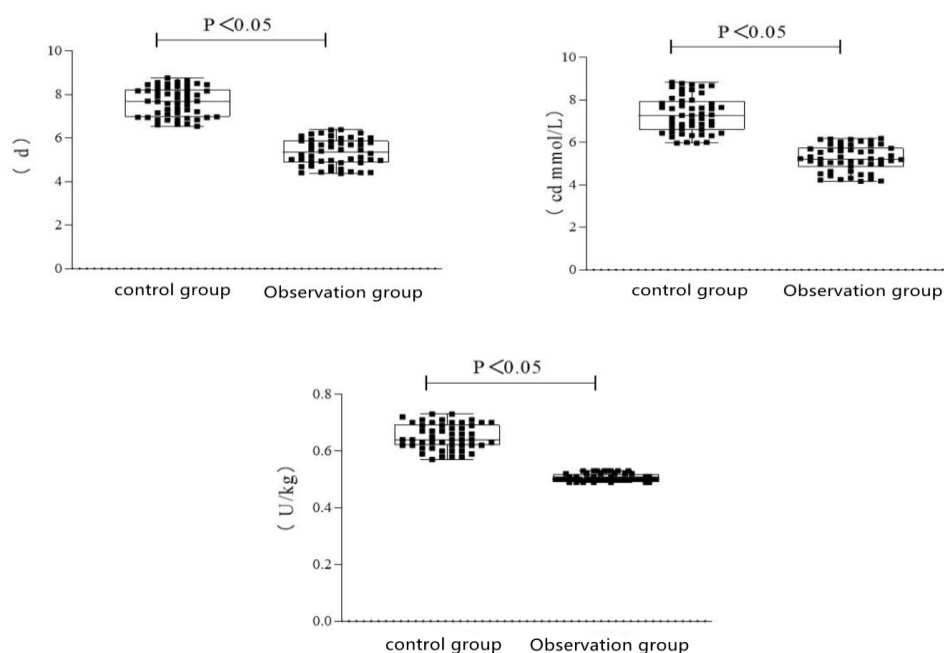 P<0.05
10
8
6
4
2
0
( d )
control group
Observation group
P<0.05
10
8
6
4
2
0
( cd mmol/L )
control group
Observation group
P<0.05
0.8
0.6
0.4
0.2
0.0
( U/kg )
control group
Observation group